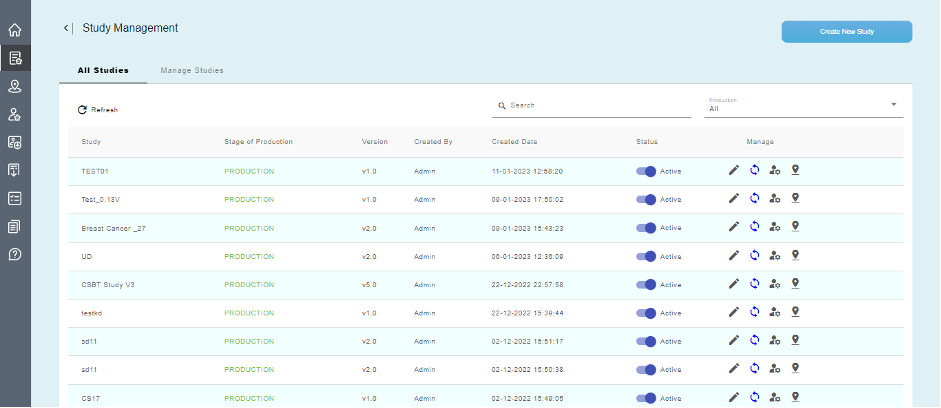 Study Management
Create New Study
All Studies
Manage Studies
Refresh
Search
Production
All
Study Stage of Production Version Created By Created Date Status Manage
TEST01 PRODUCTION v1.0 Admin 11-01-2023 12:58:20 Active
Test_0.13V PRODUCTION v1.0 Admin 09-01-2023 17:50:02 Active
Breast Cancer _27 PRODUCTION v2.0 Admin 09-01-2023 15:43:23 Active
UD PRODUCTION v2.0 Admin 06-01-2023 12:36:09 Active
CSBT Study V3 PRODUCTION v5.0 Admin 22-12-2022 22:57:58 Active
testkd PRODUCTION v1.0 Admin 22-12-2022 15:39:44 Active
sd11 PRODUCTION v2.0 Admin 02-12-2022 15:51:17 Active
sd11 PRODUCTION v2.0 Admin 02-12-2022 15:50:38 Active
CS17 PRODUCTION v1.0 Admin 02-12-2022 15:49:05 Active